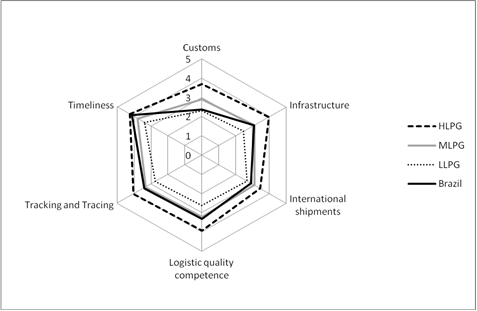 Customs
5
4
3
2
1
0
Timeliness
Infrastructure
HLPG
MLPG
LLPG
Brazil
Tracking and Tracing
International
shipments
Logistic quality
competence